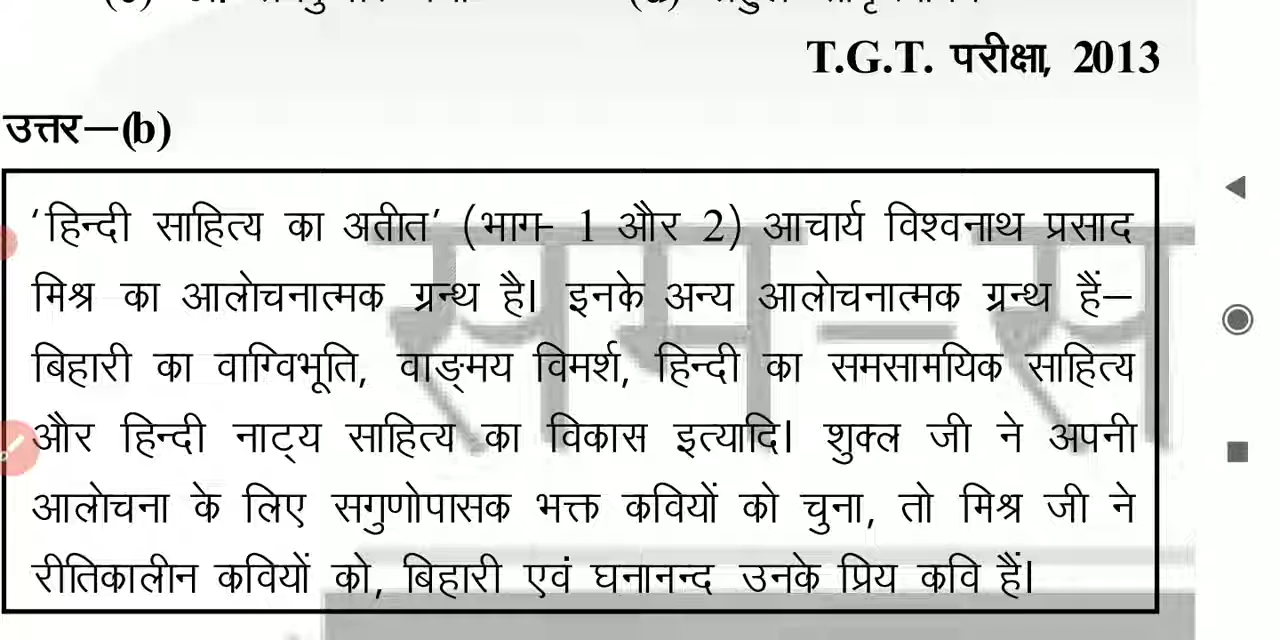 T.G.T. परीक्षा, 2013
उत्तर—(b)
'हिन्दी साहित्य का अतीत' (भाग- 1 और 2) आचार्य विश्वनाथ प्रसाद
मिश्र का आलोचनात्मक ग्रन्थ है। इनके अन्य आलोचनात्मक ग्रन्थ हैं—
बिहारी का वाग्विभूति, वाङ्मय विमर्श, हिन्दी का समसामयिक साहित्य
और हिन्दी नाट्य साहित्य का विकास इत्यादि। शुक्ल जी ने अपनी
आलोचना के लिए सगुणोपासक भक्त कवियों को चुना, तो मिश्र जी ने
रीतिकालीन कवियों को, बिहारी एवं घनानन्द उनके प्रिय कवि हैं।